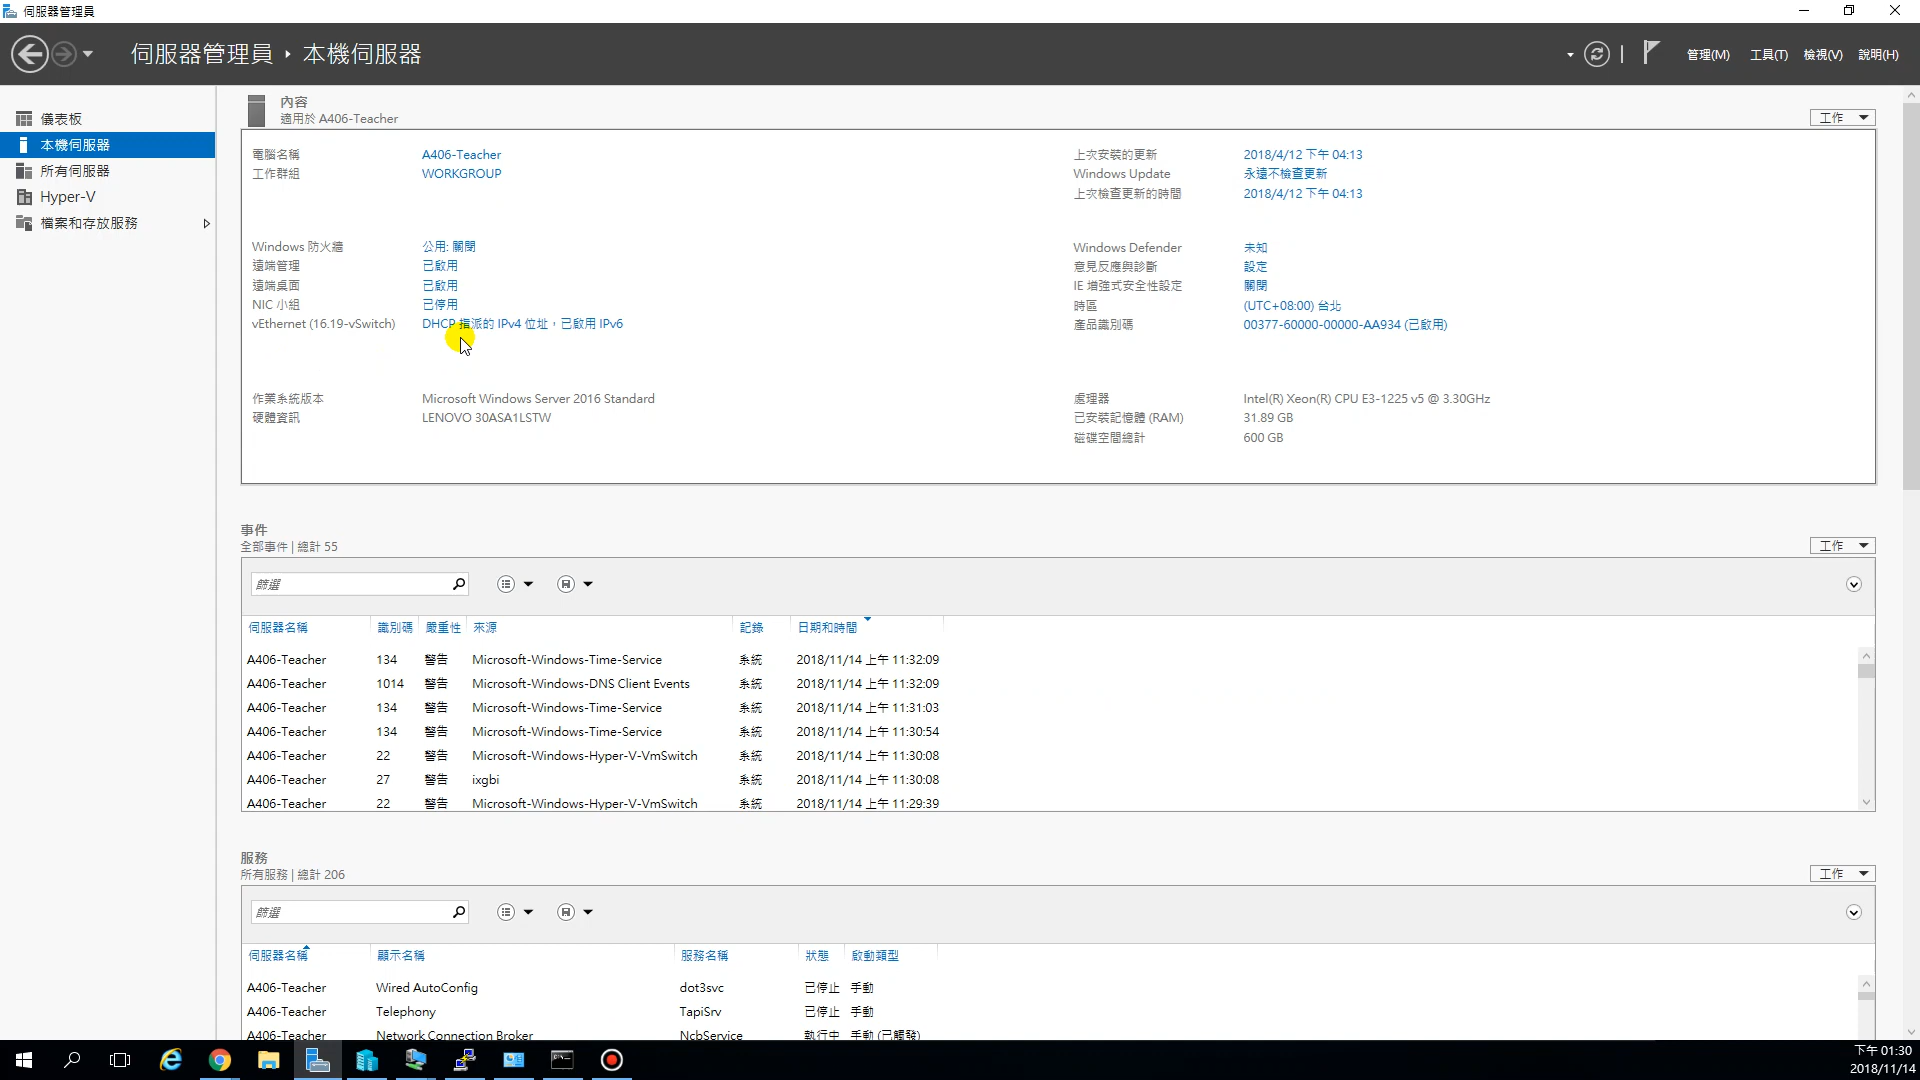 伺服器管理員
伺服器管理員 ‣ 本機伺服器
管理(M) 工具(T) 檢視(V) 說明(H)
儀表板
本機伺服器
所有伺服器
Hyper-V
檔案和存放服務
內容
適用於 A406-Teacher
工作
電腦名稱 A406-Teacher
工作群組 WORKGROUP
上次安裝的更新 2018/4/12 下午 04:13
Windows Update 永遠不檢查更新
上次檢查更新的時間 2018/4/12 下午 04:13
Windows 防火牆 公用: 關閉
遠端管理 已啟用
遠端桌面 已啟用
NIC 小組 已停用
vEthernet (16.19-vSwitch) DHCP 指派的 IPv4 位址，已啟用 IPv6
Windows Defender 未知
意見反應與診斷 設定
IE 增強式安全性設定 關閉
時區 (UTC+08:00) 台北
產品識別碼 00377-60000-00000-AA934 (已啟用)
作業系統版本 Microsoft Windows Server 2016 Standard
硬體資訊 LENOVO 30ASA1LSTW
處理器 Intel(R) Xeon(R) CPU E3-1225 v5 @ 3.30GHz
已安裝記憶體 (RAM) 31.89 GB
磁碟空間總計 600 GB
事件
全部事件 | 總計 55
工作
篩選
伺服器名稱 識別碼 嚴重性 來源 記錄 日期和時間
A406-Teacher 134 警告 Microsoft-Windows-Time-Service 系統 2018/11/14 上午 11:32:09
A406-Teacher 1014 警告 Microsoft-Windows-DNS Client Events 系統 2018/11/14 上午 11:32:09
A406-Teacher 134 警告 Microsoft-Windows-Time-Service 系統 2018/11/14 上午 11:31:03
A406-Teacher 134 警告 Microsoft-Windows-Time-Service 系統 2018/11/14 上午 11:30:54
A406-Teacher 22 警告 Microsoft-Windows-Hyper-V-VmSwitch 系統 2018/11/14 上午 11:30:08
A406-Teacher 27 警告 ixgbi 系統 2018/11/14 上午 11:30:08
A406-Teacher 22 警告 Microsoft-Windows-Hyper-V-VmSwitch 系統 2018/11/14 上午 11:29:39
服務
所有服務 | 總計 206
工作
篩選
伺服器名稱 顯示名稱 服務名稱 狀態 啟動類型
A406-Teacher Wired AutoConfig dot3svc 已停止 手動
A406-Teacher Telephony TapiSrv 已停止 手動
A406-Teacher Network Connection Broker NcbService 執行中 手動 (已觸發)
下午 01:30
2018/11/14